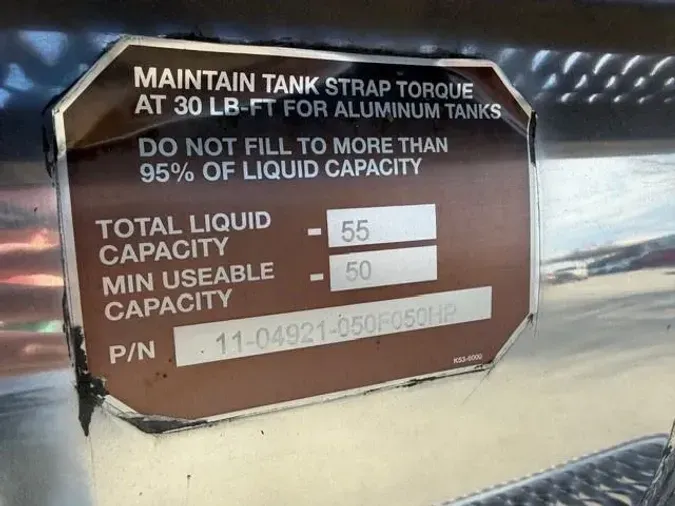 MAINTAIN TANK STRAP TORQUE
AT 30 LB-FT FOR ALUMINUM TANKS
DO NOT FILL TO MORE THAN
95% OF LIQUID CAPACITY
TOTAL LIQUID
CAPACITY - 55
MIN USEABLE
CAPACITY - 50
P/N 11-04921-050F050HP
K53-6000